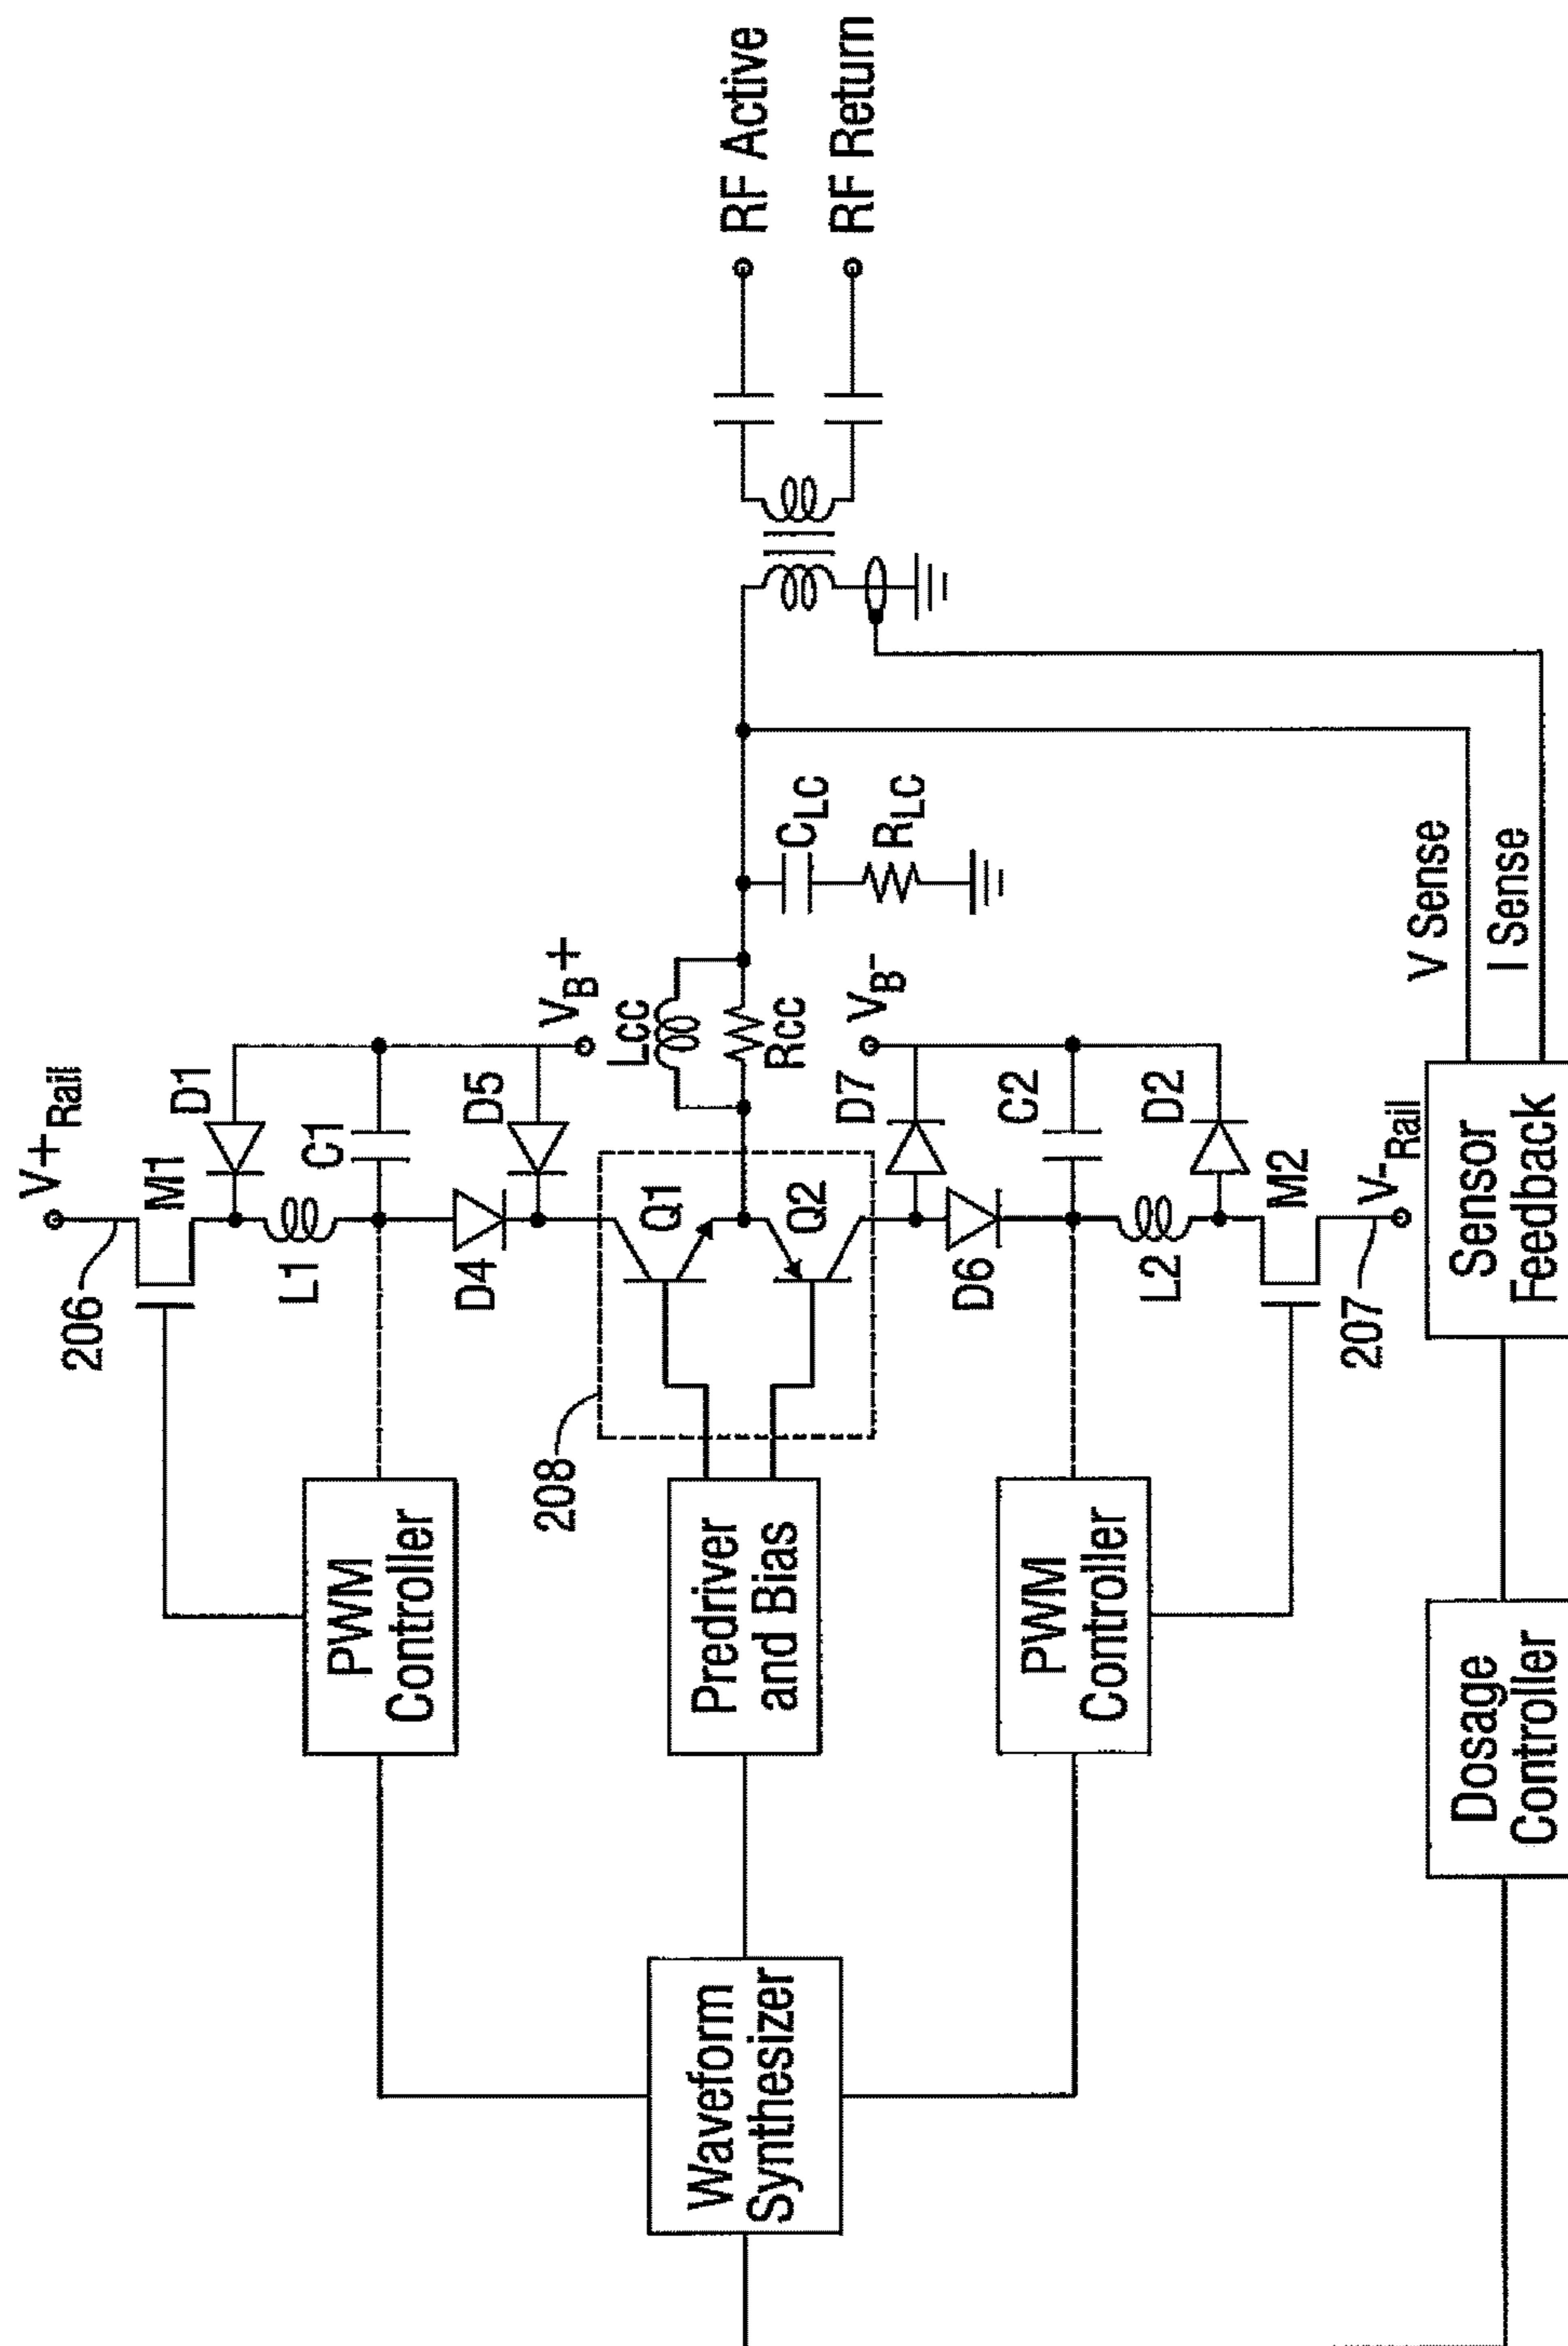 RF Active
RF Return
V+Rail
206
M1
D1
L1
C1
D4
D5
VB+
Lcc
Rcc
CLC
RLC
208
Q1
Q2
VB-
D7
D6
C2
L2
D2
M2
207
V-Rail
V Sense
I Sense
PWM
Controller
Predriver
and Bias
PWM
Controller
Sensor
Feedback
Waveform
Synthesizer
Dosage
Controller